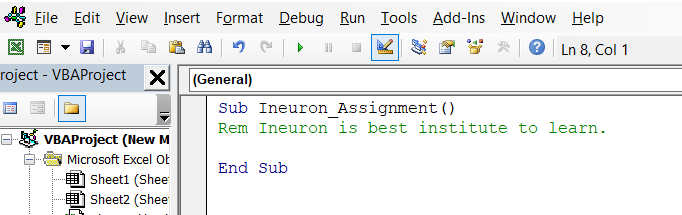 File Edit View Insert Format Debug Run Tools Add-Ins Window Help
Ln 8, Col 1
roject - VBAProject
(General)
Sub Ineuron_Assignment()
Rem Ineuron is best institute to learn.
End Sub
VBAProject (New M
Microsoft Excel Ob
Sheet1 (Shee
Sheet2 (Shee